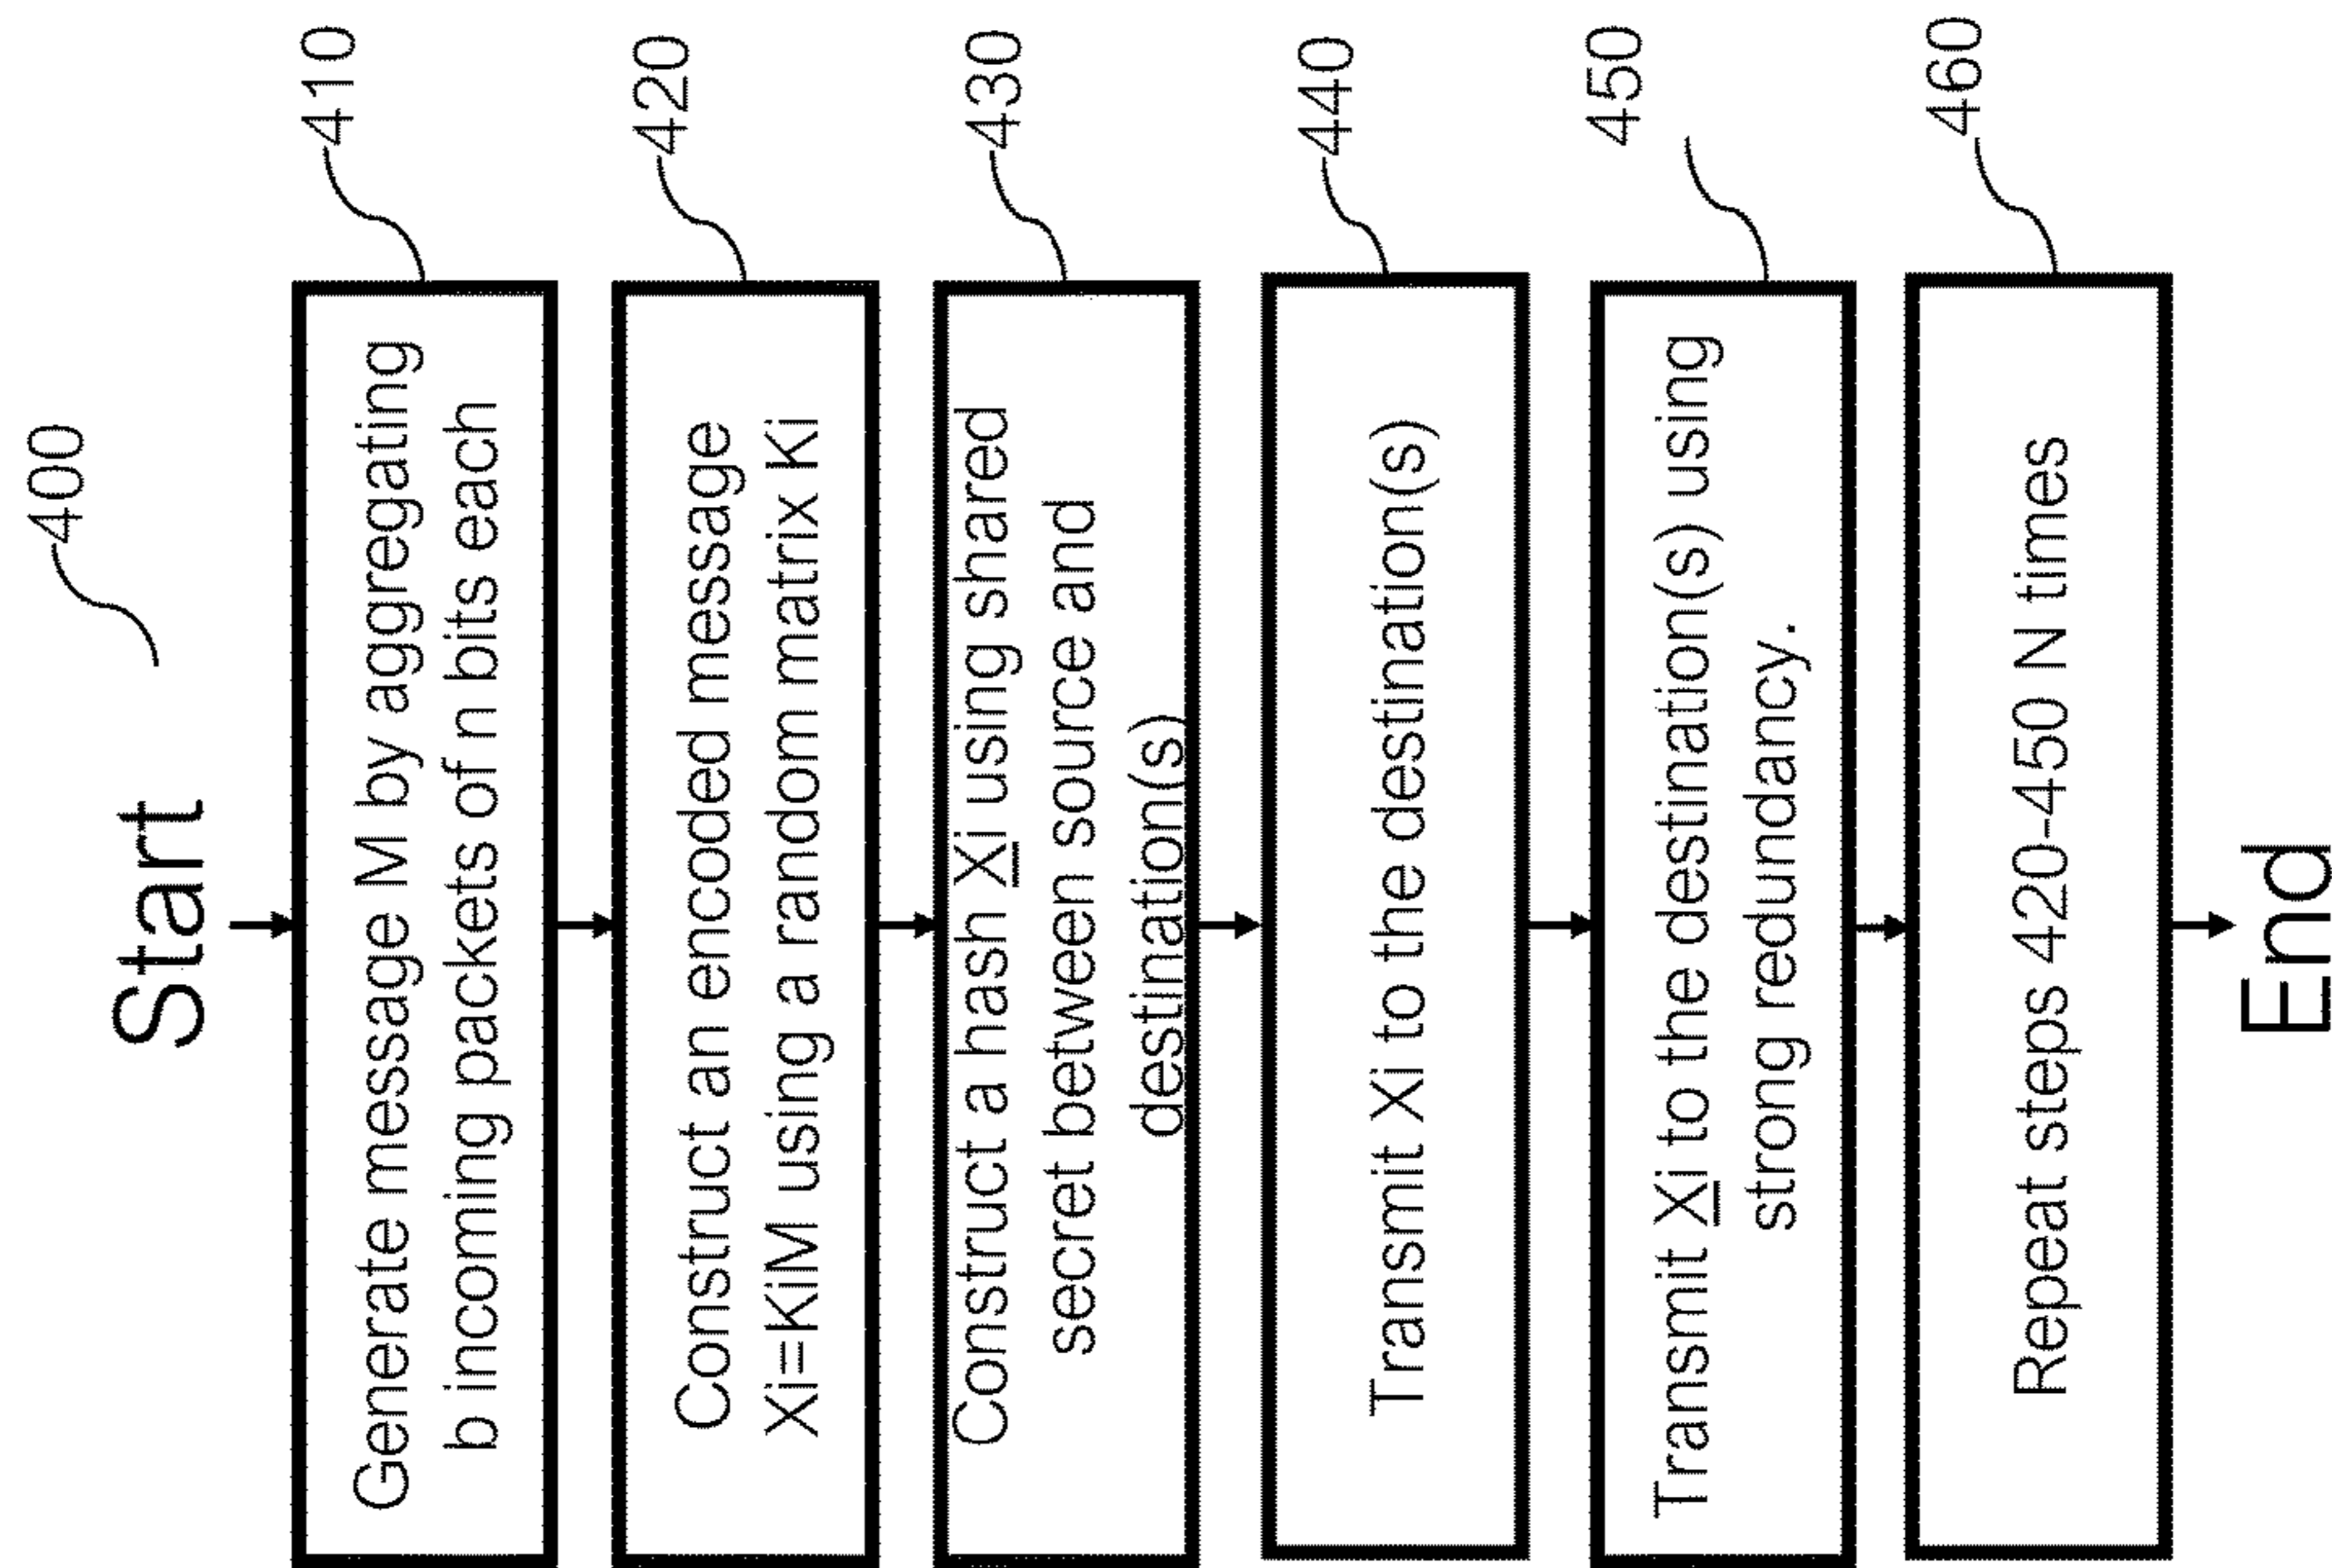 400
Start
410
Generate message M by aggregating
b incoming packets of n bits each
420
Construct an encoded message
Xi=KiM using a random matrix Ki
430
Construct a hash X̲i using shared
secret between source and
destination(s)
440
Transmit Xi to the destination(s)
450
Transmit X̲i to the destination(s) using
strong redundancy.
460
Repeat steps 420-450 N times
End